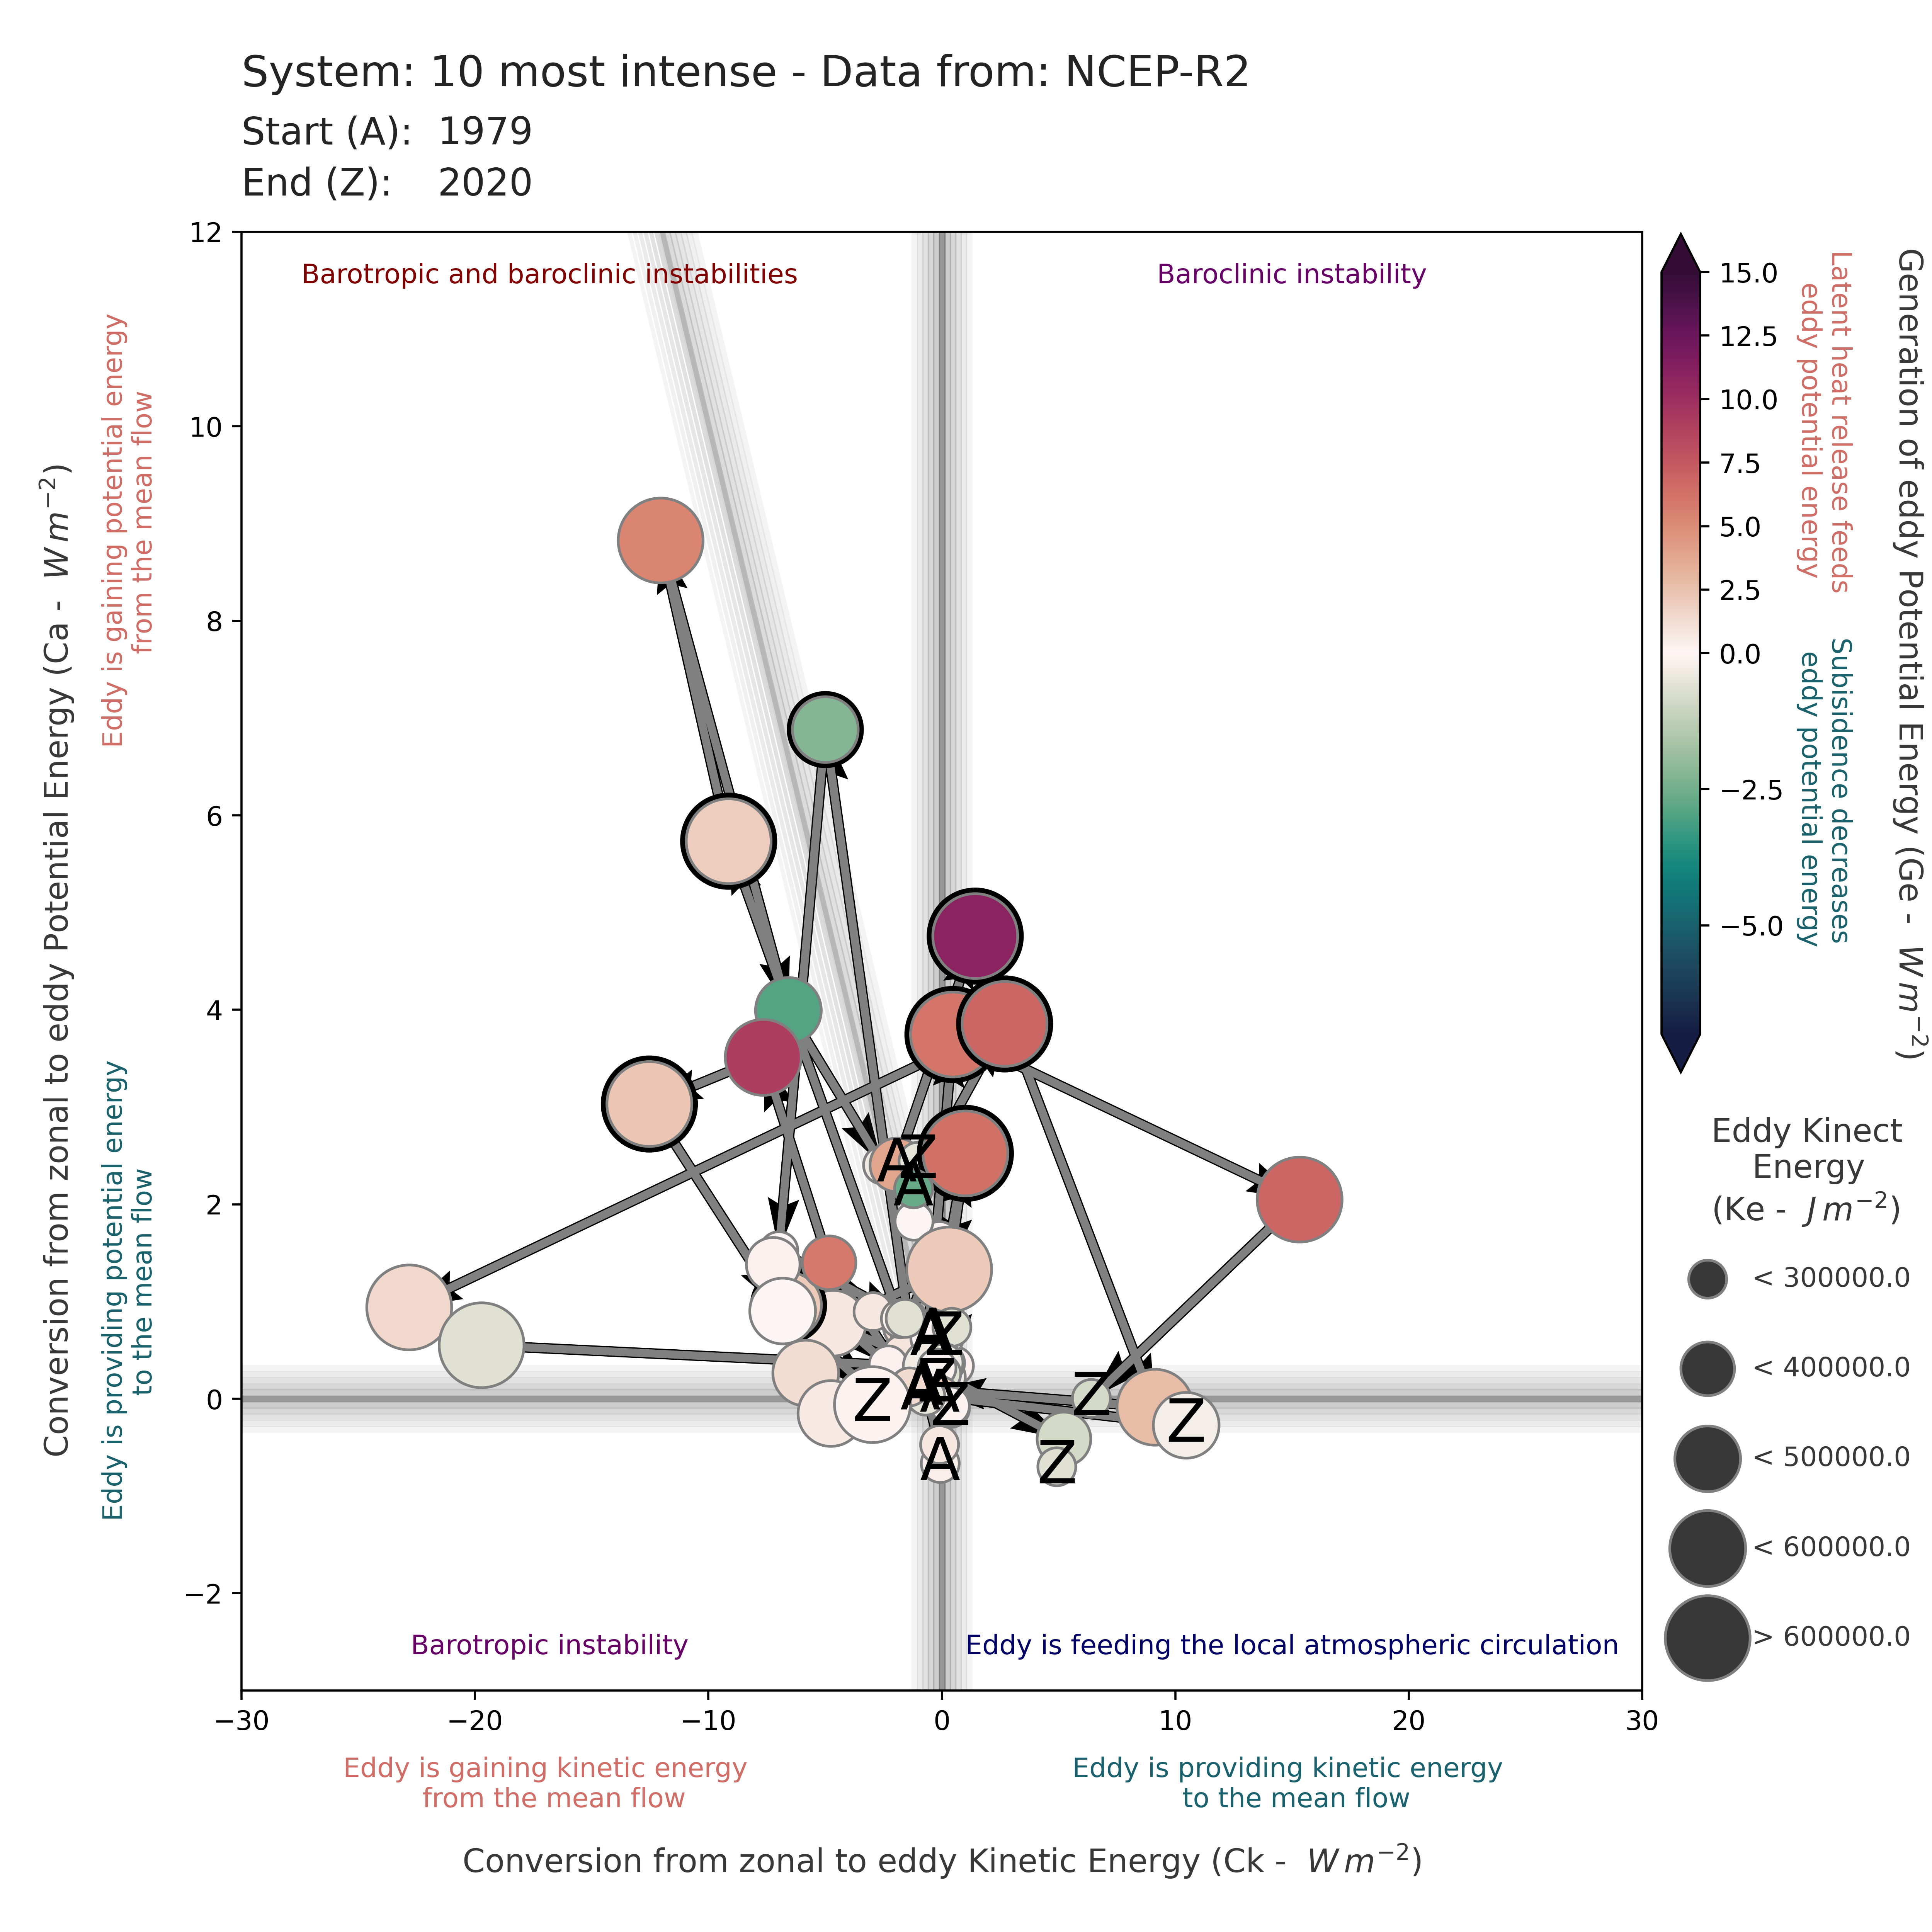 System: 10 most intense - Data from: NCEP-R2
Start (A): 1979
End (Z): 2020
12
10
8
6
4
2
0
−2
−30
−20
−10
0
10
20
30
Barotropic and baroclinic instabilities
Baroclinic instability
Barotropic instability
Eddy is feeding the local atmospheric circulation
A
Z
A
A
Z
A
A
Z
A
Z
Z
Z
Z
Conversion from zonal to eddy Potential Energy (Ca - W m⁻²)
Eddy is gaining potential energy
from the mean flow
Eddy is providing potential energy
to the mean flow
Eddy is gaining kinetic energy
from the mean flow
Eddy is providing kinetic energy
to the mean flow
Conversion from zonal to eddy Kinetic Energy (Ck - W m⁻²)
15.0
12.5
10.0
7.5
5.0
2.5
0.0
−2.5
−5.0
Latent heat release feeds
eddy potential energy
Subisidence decreases
eddy potential energy
Generation of eddy Potential Energy (Ge - W m⁻²)
Eddy Kinect
Energy
(Ke - J m⁻²)
< 300000.0
< 400000.0
< 500000.0
< 600000.0
> 600000.0